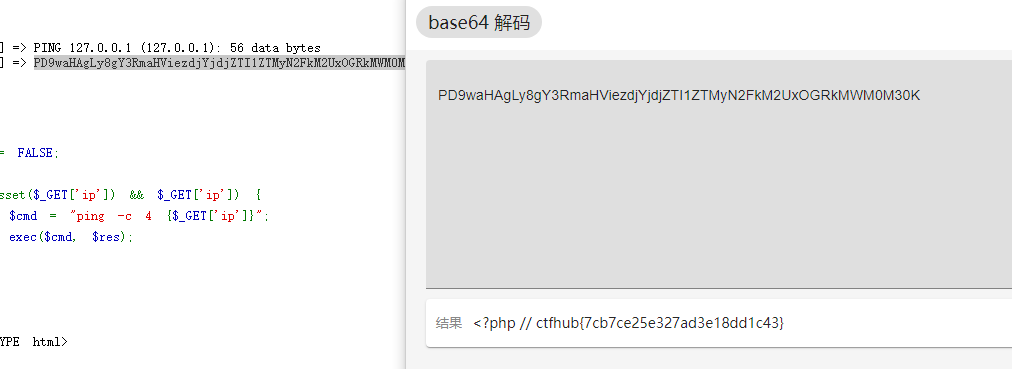 ] => PING 127.0.0.1 (127.0.0.1): 56 data bytes
] => PD9waHAgLy8gY3RmaHViezdjYjdjZTI1ZTMyN2FkM2UxOGRkMWM0M
= FALSE;
sset($_GET['ip']) && $_GET['ip']) {
$cmd = "ping -c 4 {$_GET['ip']}";
exec($cmd, $res);
YPE html>
base64 解码
PD9waHAgLy8gY3RmaHViezdjYjdjZTI1ZTMyN2FkM2UxOGRkMWM0M30K
结果 <?php // ctfhub{7cb7ce25e327ad3e18dd1c43}